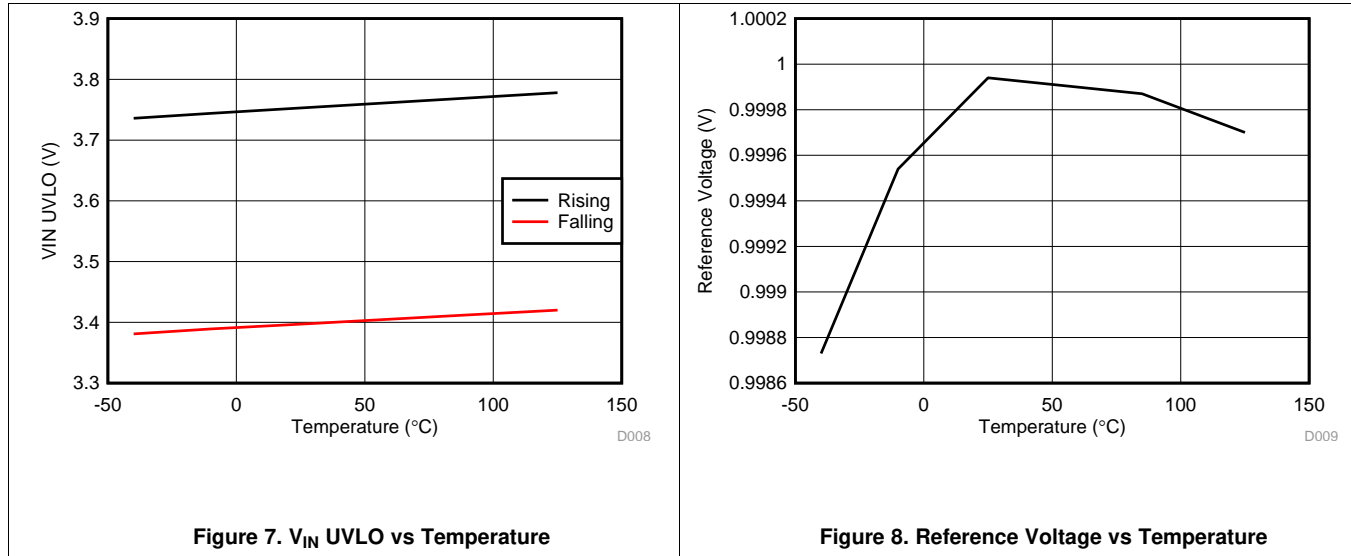 VIN UVLO (V)
3.9
3.8
3.7
3.6
3.5
3.4
3.3
-50 0 50 100 150
Temperature (°C)
D008
Rising
Falling
Figure 7. VIN UVLO vs Temperature
Reference Voltage (V)
1.0002
1
0.9998
0.9996
0.9994
0.9992
0.999
0.9988
0.9986
-50 0 50 100 150
Temperature (°C)
D009
Figure 8. Reference Voltage vs Temperature